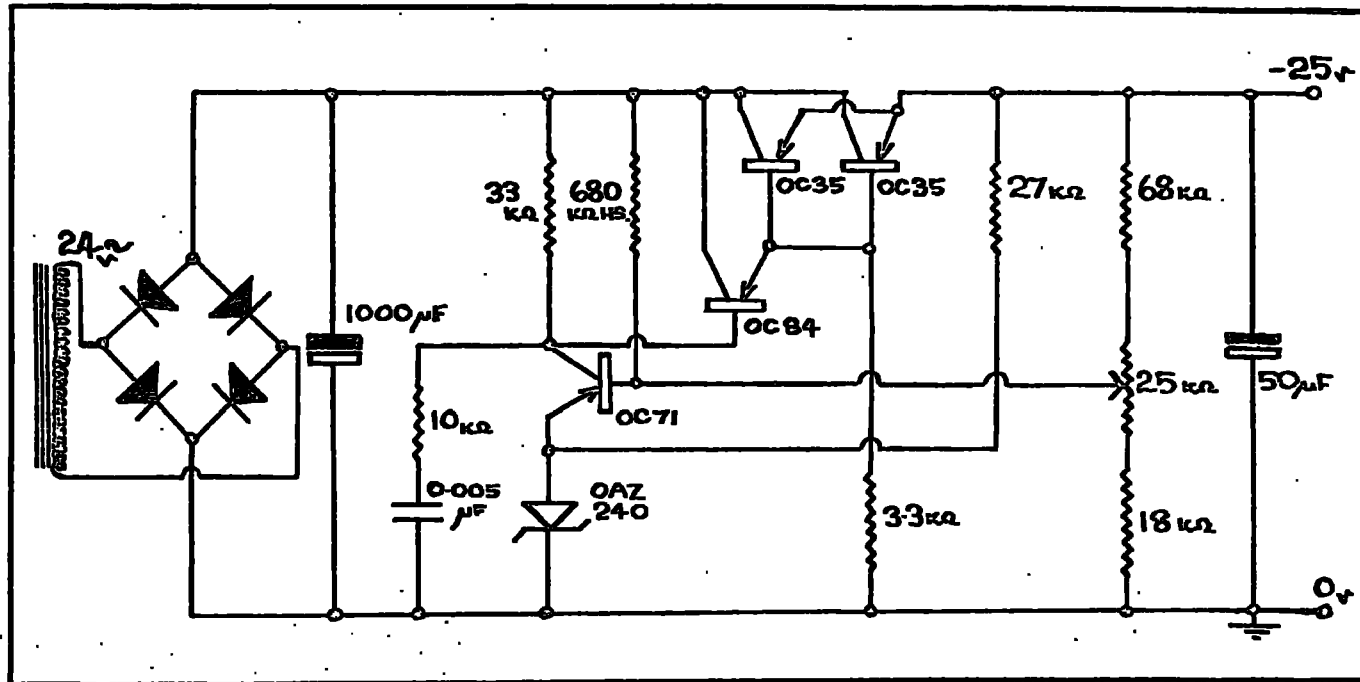 -25v
24v
33
KΩ
680
KΩ HS.
OC35
OC35
27KΩ
68KΩ
1000μF
OC84
25KΩ
50μF
10KΩ
OC71
0·005
μF
OAZ
240
3·3KΩ
18KΩ
0v